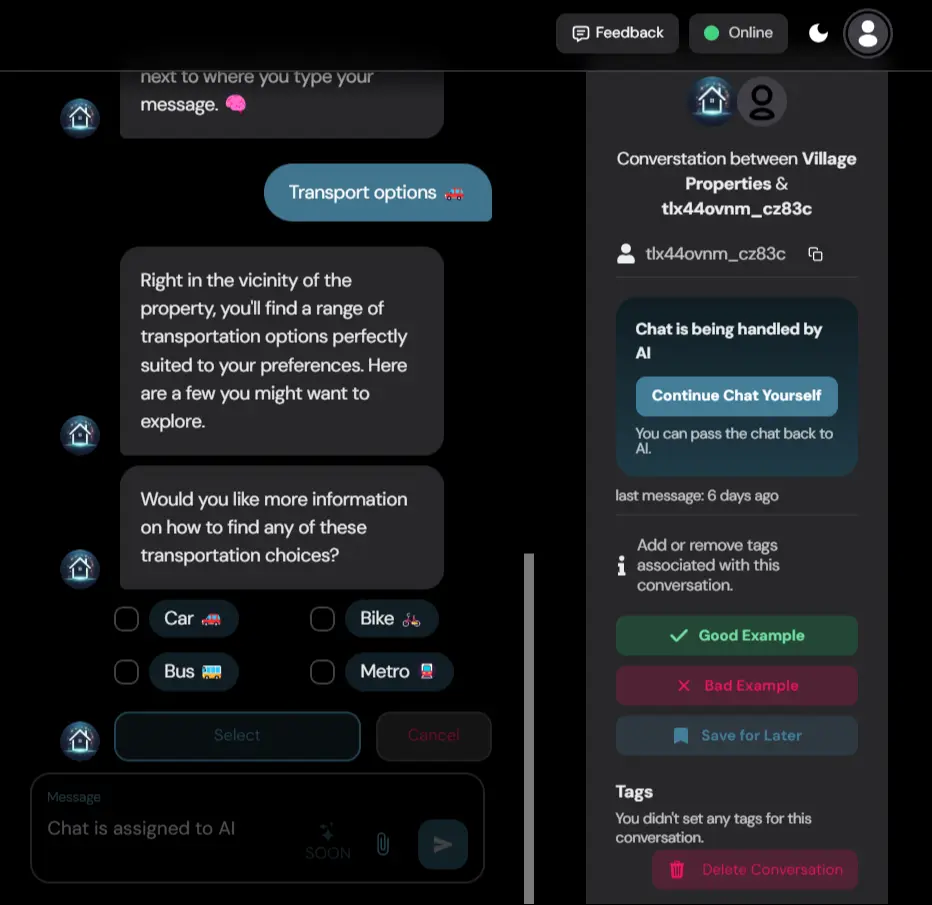 Feedback
Online
next to where you type your
message. 🧠
Transport options 🚗
Right in the vicinity of the
property, you'll find a range of
transportation options perfectly
suited to your preferences. Here
are a few you might want to
explore.
Would you like more information
on how to find any of these
transportation choices?
Car 🚗
Bike 🚲
Bus 🚌
Metro 🚇
Select
Cancel
Message
Chat is assigned to AI
SOON
Converstation between Village
Properties &
tlx44ovnm_cz83c
tlx44ovnm_cz83c
Chat is being handled by
AI
Continue Chat Yourself
You can pass the chat back to
AI.
last message: 6 days ago
Add or remove tags
associated with this
conversation.
Good Example
Bad Example
Save for Later
Tags
You didn't set any tags for this
conversation.
Delete Conversation